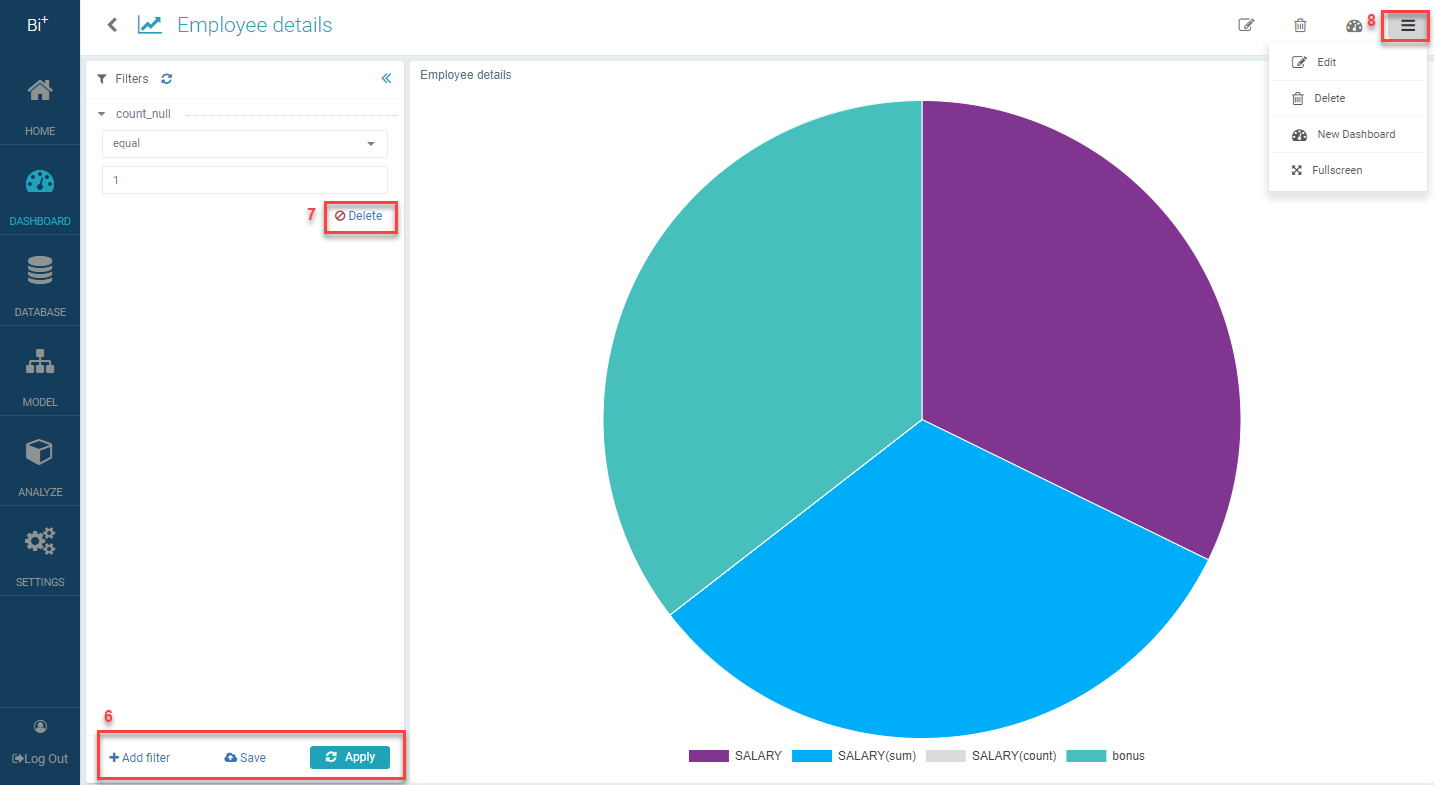 Bi+
Employee details
8
HOME
DASHBOARD
DATABASE
MODEL
ANALYZE
SETTINGS
Log Out
Filters
count_null
equal
1
7
Delete
6
Add filter
Save
Apply
Employee details
Edit
Delete
New Dashboard
Fullscreen
SALARY SALARY(sum) SALARY(count) bonus